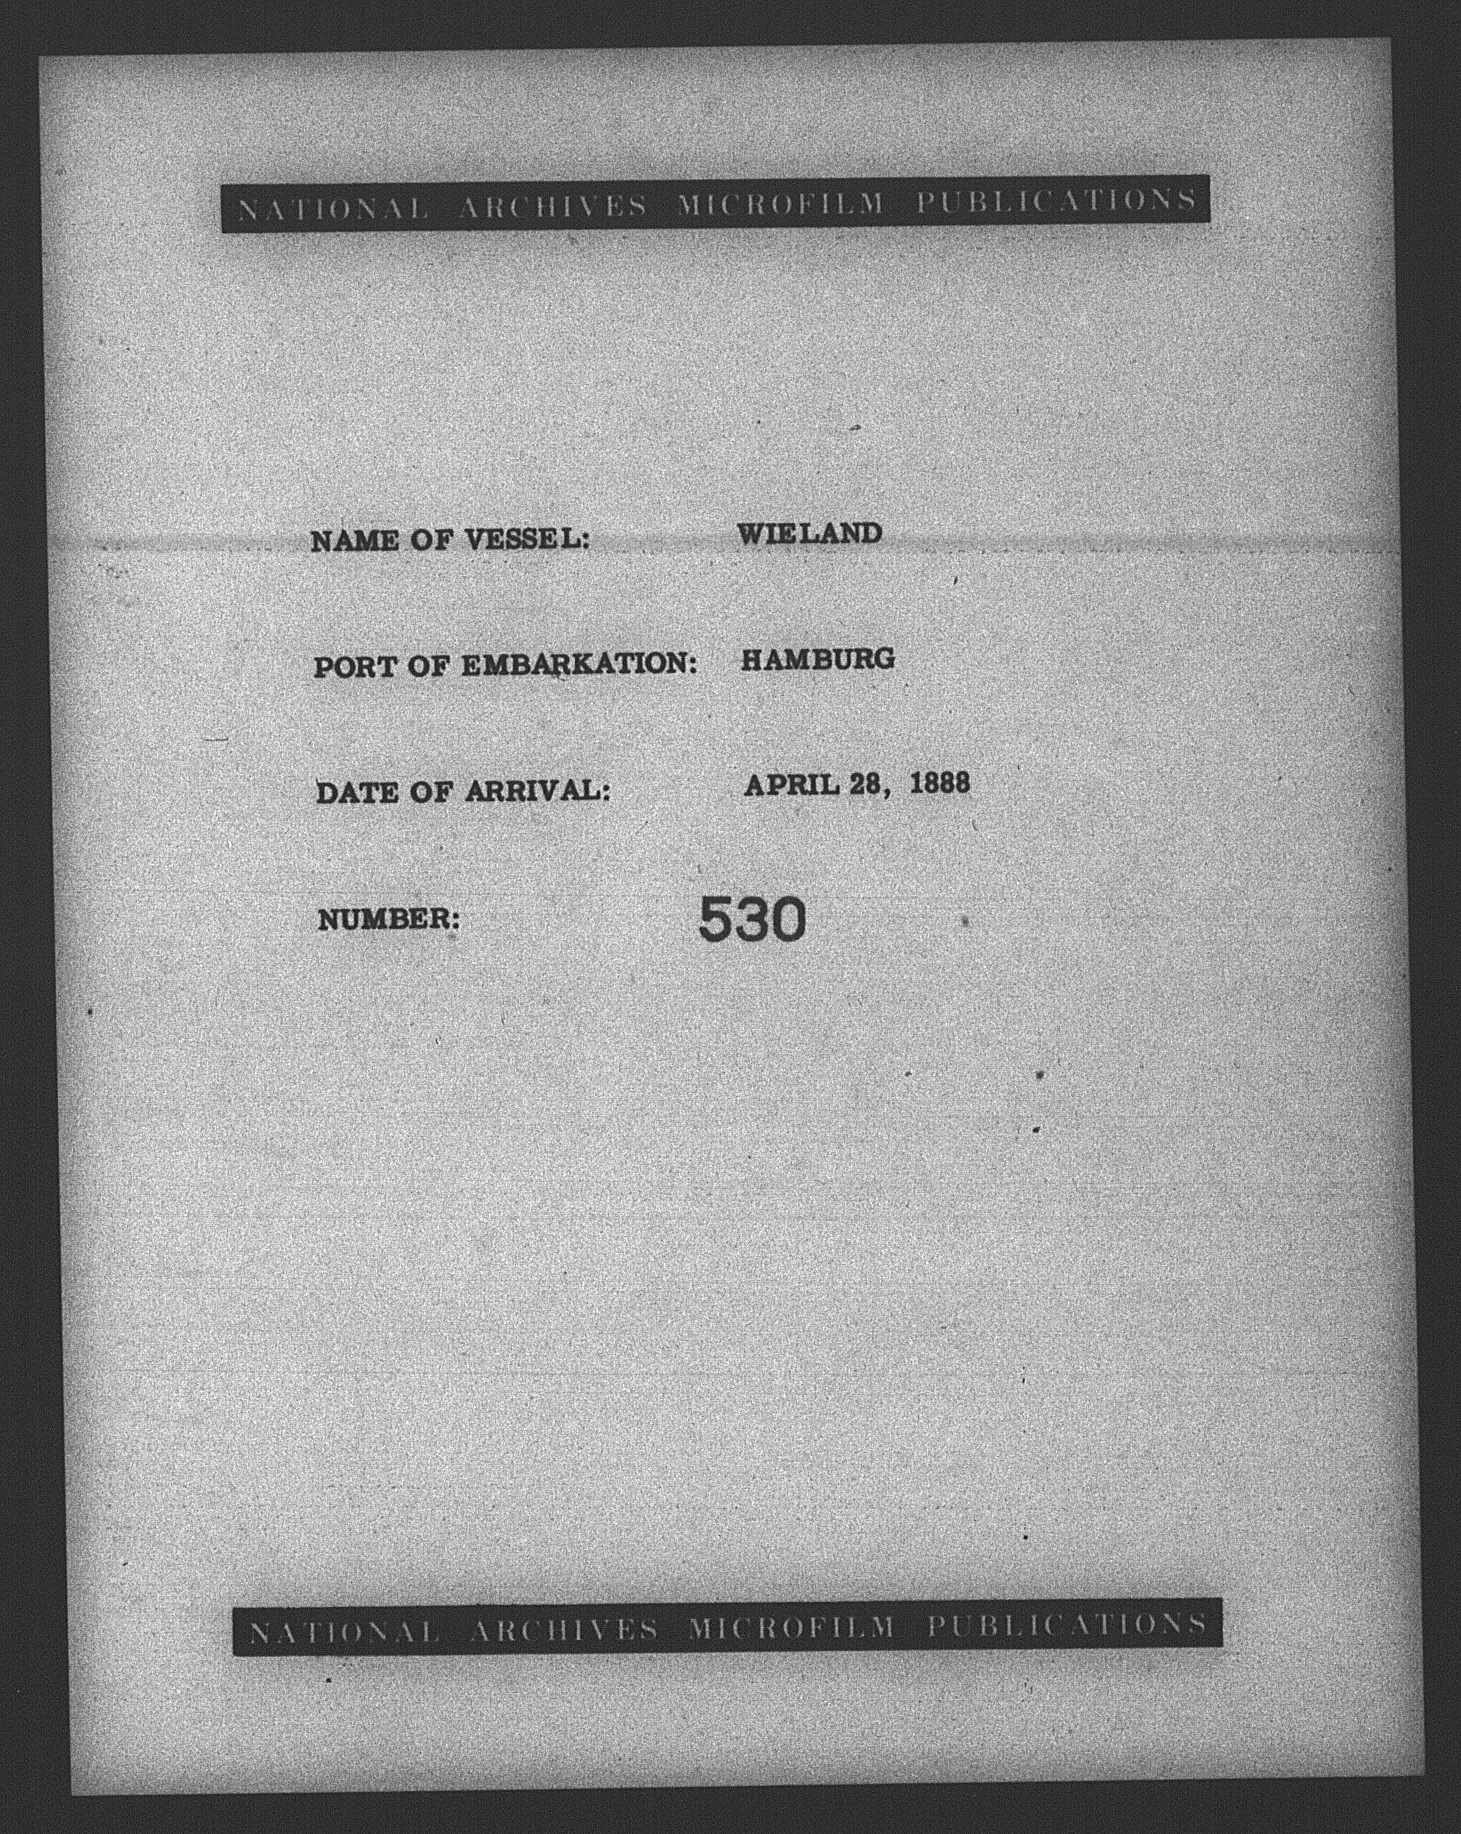 NATIONAL ARCHIVES MICROFILM PUBLICATIONS
NAME OF VESSEL: WIELAND
PORT OF EMBARKATION: HAMBURG
DATE OF ARRIVAL: APRIL 28, 1888
NUMBER: 530
NATIONAL ARCHIVES MICROFILM PUBLICATIONS